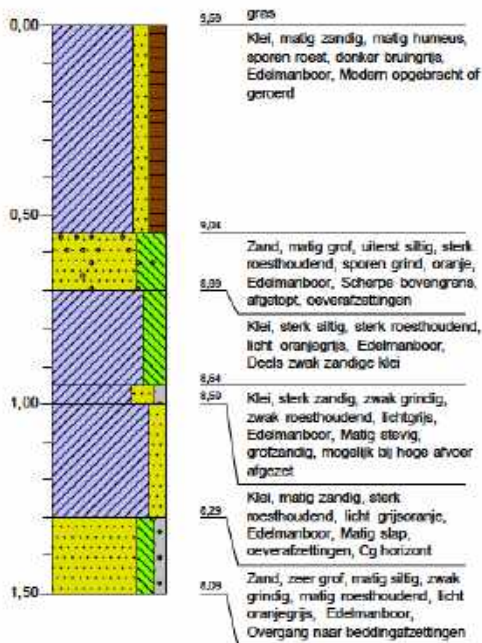 gras
0,00
9,59
Klei, matig zandig, matig humeus,
sporen roest, donker bruingrijs,
Edelmanboor, Modern opgebracht of
geroerd
0,50
9,04
Zand, matig grof, uiterst siltig, sterk
roesthoudend, sporen grind, oranje,
Edelmanboor, Scherpe bovengrens,
afgetopt, oeverafzettingen
8,89
Klei, sterk siltig, sterk roesthoudend,
licht oranjegrijs, Edelmanboor,
Deels zwak zandige klei
8,64
1,00
8,59
Klei, sterk zandig, zwak grindig,
zwak roesthoudend, lichtgrijs,
Edelmanboor, Matig stevig,
grofzandig, mogelijk bij hoge afvoer
afgezet
Klei, matig zandig, sterk
roesthoudend, licht grijsoranje,
Edelmanboor, Matig slap,
oeverafzettingen, Cg horizont
8,29
Zand, zeer grof, matig siltig, zwak
grindig, matig roesthoudend, licht
oranjegrijs, Edelmanboor,
Overgang naar beddingafzettingen
1,50
8,09